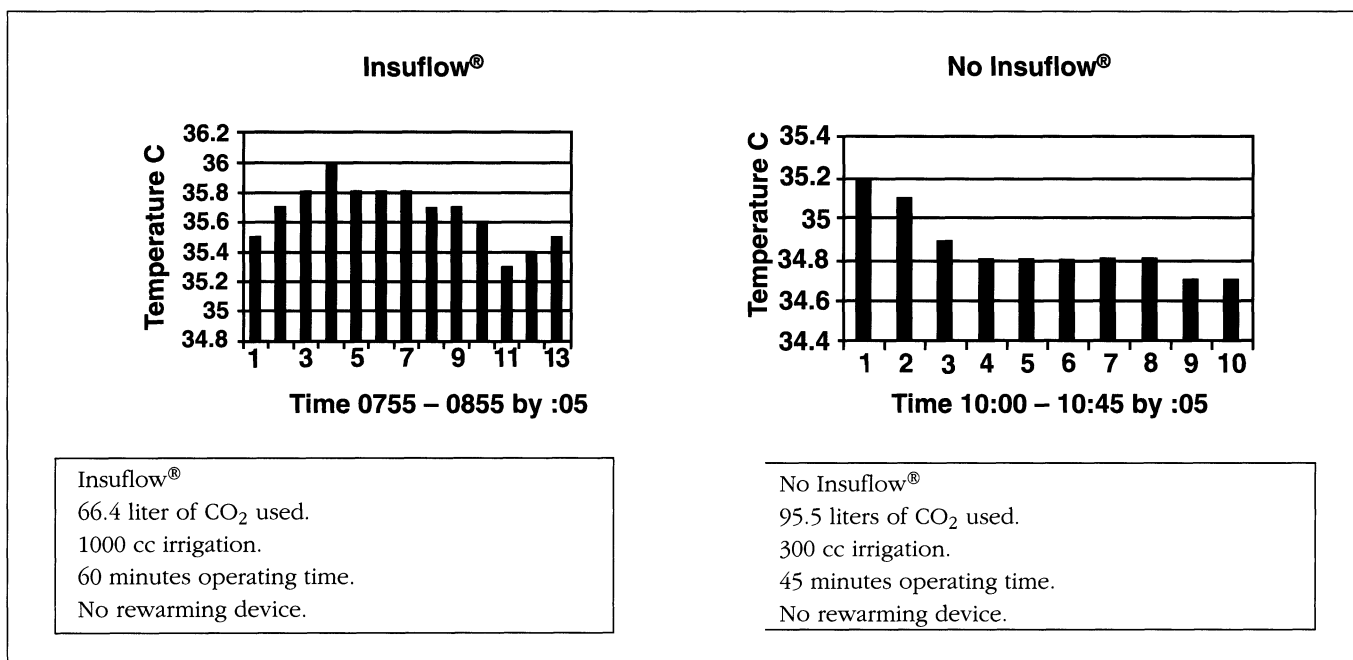 Insuflow®
Temperature C
36.2
36
35.8
35.6
35.4
35.2
35
34.8
1 3 5 7 9 11 13
Time 0755 – 0855 by :05
Insuflow®
66.4 liter of CO₂ used.
1000 cc irrigation.
60 minutes operating time.
No rewarming device.
No Insuflow®
Temperature C
35.4
35.2
35
34.8
34.6
34.4
1 2 3 4 5 6 7 8 9 10
Time 10:00 – 10:45 by :05
No Insuflow®
95.5 liters of CO₂ used.
300 cc irrigation.
45 minutes operating time.
No rewarming device.